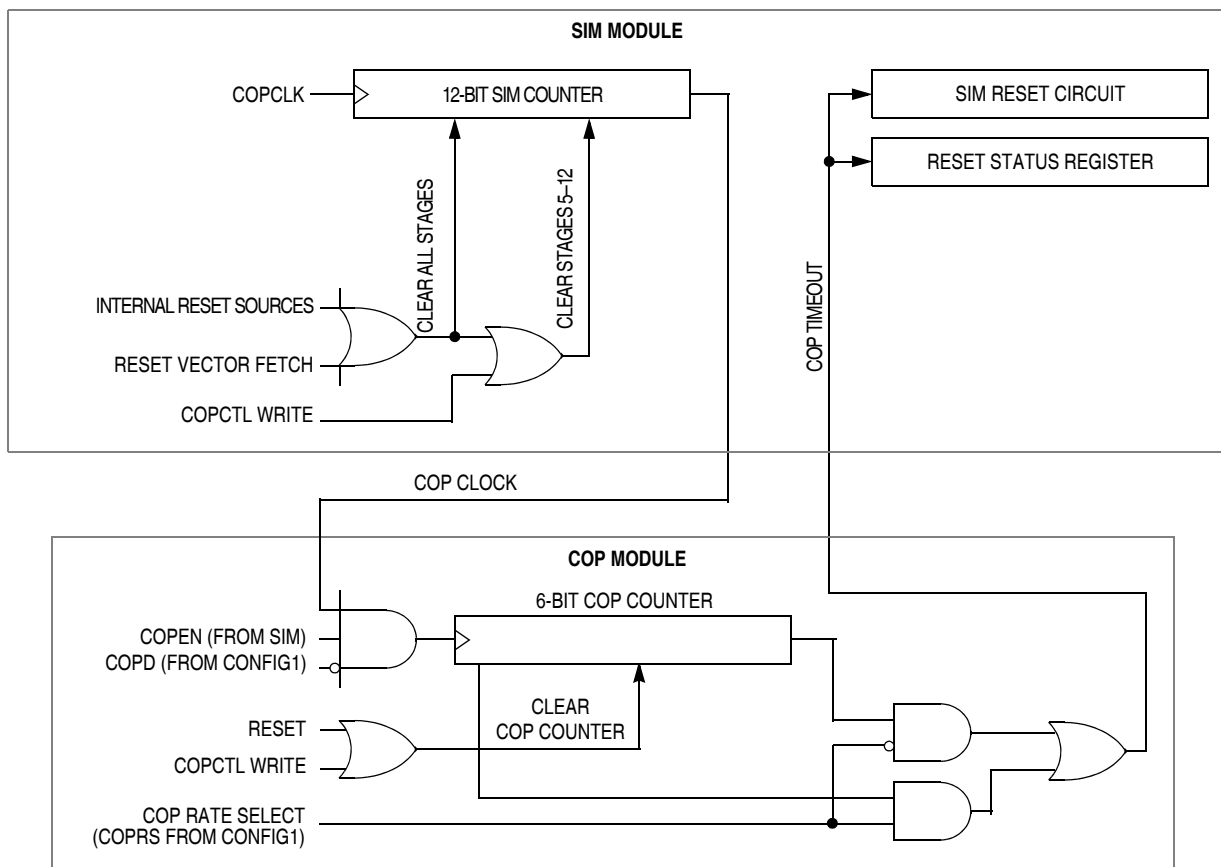 SIM MODULE
COPCLK
12-BIT SIM COUNTER
SIM RESET CIRCUIT
RESET STATUS REGISTER
CLEAR ALL STAGES
CLEAR STAGES 5–12
COP TIMEOUT
INTERNAL RESET SOURCES
RESET VECTOR FETCH
COPCTL WRITE
COP CLOCK
COP MODULE
6-BIT COP COUNTER
COPEN (FROM SIM)
COPD (FROM CONFIG1)
CLEAR
COP COUNTER
RESET
COPCTL WRITE
COP RATE SELECT
(COPRS FROM CONFIG1)